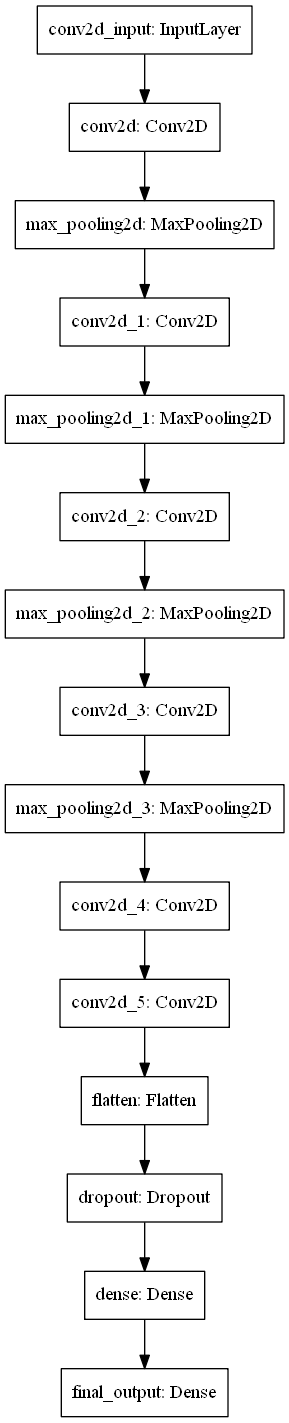 conv2d_input: InputLayer
conv2d: Conv2D
max_pooling2d: MaxPooling2D
conv2d_1: Conv2D
max_pooling2d_1: MaxPooling2D
conv2d_2: Conv2D
max_pooling2d_2: MaxPooling2D
conv2d_3: Conv2D
max_pooling2d_3: MaxPooling2D
conv2d_4: Conv2D
conv2d_5: Conv2D
flatten: Flatten
dropout: Dropout
dense: Dense
final_output: Dense